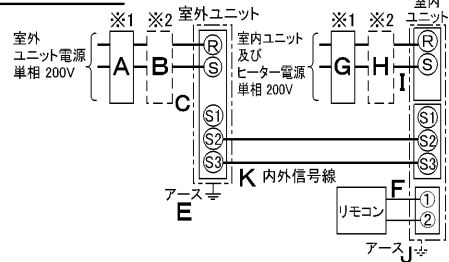 ※1 ※2 室外ユニット
室外
ユニット電源
単相 200V
A
B
C
R
S
S1
S2
S3
アース
E
K 内外信号線
※1 ※2
室内
ユニット
室内ユニット
及び
ヒーター電源
単相 200V
G
H
I
R
S
S1
S2
S3
リモコン
F
①
②
アース
J